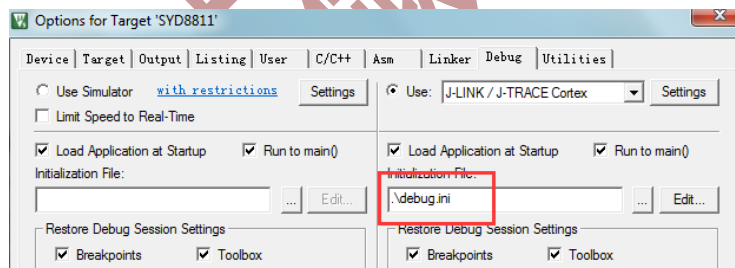 Options for Target 'SYD8811'
Device Target Output Listing User C/C++ Asm Linker Debug Utilities
Use Simulator with restrictions Settings
Use: J-LINK / J-TRACE Cortex Settings
Limit Speed to Real-Time
Load Application at Startup Run to main()
Load Application at Startup Run to main()
Initialization File:
Initialization File:
... Edit...
.\debug.ini ... Edit...
Restore Debug Session Settings
Restore Debug Session Settings
Breakpoints Toolbox
Breakpoints Toolbox